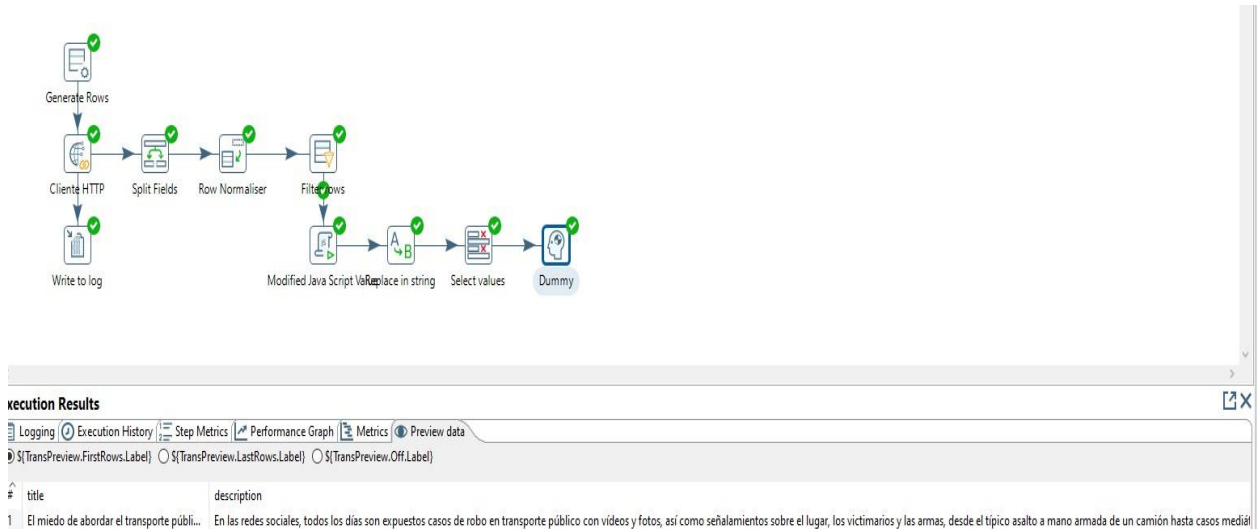 Generate Rows
Cliente HTTP Split Fields Row Normaliser Filter rows
Write to log Modified Java Script Value Replace in string Select values Dummy
xecution Results
Logging Execution History Step Metrics Performance Graph Metrics Preview data
${TransPreview.FirstRows.Label} ${TransPreview.LastRows.Label} ${TransPreview.Off.Label}
# title description
1 El miedo de abordar el transporte públi... En las redes sociales, todos los días son expuestos casos de robo en transporte público con vídeos y fotos, así como señalamientos sobre el lugar, los victimarios y las armas, desde el típico asalto a mano armada de un camión hasta casos mediá